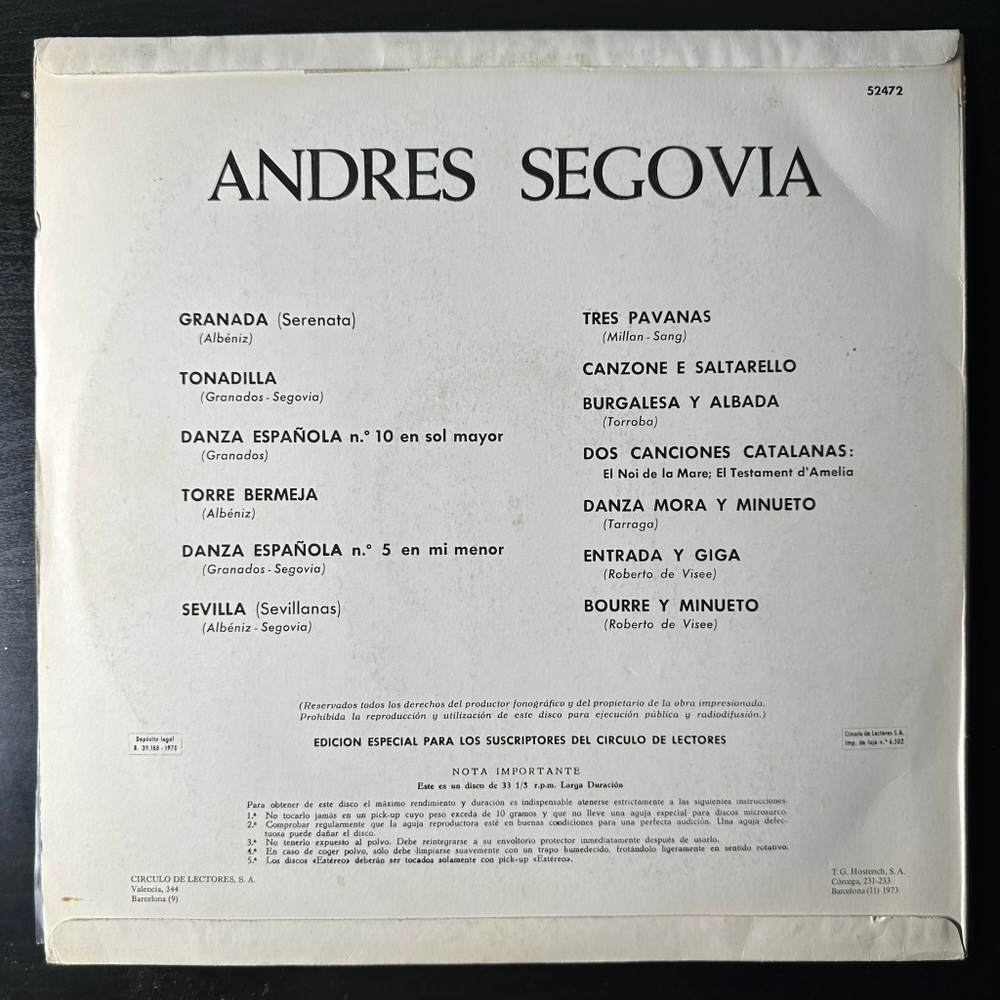 52472
ANDRES SEGOVIA
GRANADA (Serenata)
(Albéniz)
TONADILLA
(Granados - Segovia)
DANZA ESPAÑOLA n.º 10 en sol mayor
(Granados)
TORRE BERMEJA
(Albéniz)
DANZA ESPAÑOLA n.º 5 en mi menor
(Granados - Segovia)
SEVILLA (Sevillanas)
(Albéniz - Segovia)
TRES PAVANAS
(Millan - Sang)
CANZONE E SALTARELLO
BURGALESA Y ALBADA
(Torroba)
DOS CANCIONES CATALANAS:
El Noi de la Mare; El Testament d'Amelia
DANZA MORA Y MINUETO
(Tarraga)
ENTRADA Y GIGA
(Roberto de Visee)
BOURRE Y MINUETO
(Roberto de Visee)
(Reservados todos los derechos del productor fonográfico y del propietario de la obra impresionada.
Prohibida la reproducción y utilización de este disco para ejecución pública y radiodifusión.)
Depósito legal
B. 39.188 - 1975
EDICION ESPECIAL PARA LOS SUSCRIPTORES DEL CIRCULO DE LECTORES
Círculo de Lectores S.A.
Imp. de lujo n.º 6.502
NOTA IMPORTANTE
Este es un disco de 33 1/3 r.p.m. Larga Duración
Para obtener de este disco el máximo rendimiento y duración es indispensable atenerse estrictamente a las siguientes instrucciones:
1.ª No tocarlo jamás en un pick-up cuyo peso exceda de 10 gramos y que no lleve una aguja especial para discos microsurco.
2.ª Comprobar regularmente que la aguja reproductora esté en buenas condiciones para una perfecta audición. Una aguja defec-
tuosa puede dañar el disco.
3.ª No tenerlo expuesto al polvo. Debe reintegrarse a su envoltorio protector inmediatamente después de usarlo.
4.ª En caso de coger polvo, sólo debe limpiarse suavemente con un trapo humedecido, frotándolo ligeramente en sentido rotativo.
5.ª Los discos «Estéreo» deberán ser tocados solamente con pick-up «Estéreo».
CIRCULO DE LECTORES, S. A.
Valencia, 344
Barcelona (9)
T. G. Hostench, S. A.
Córcega, 231-233
Barcelona (11) 1973